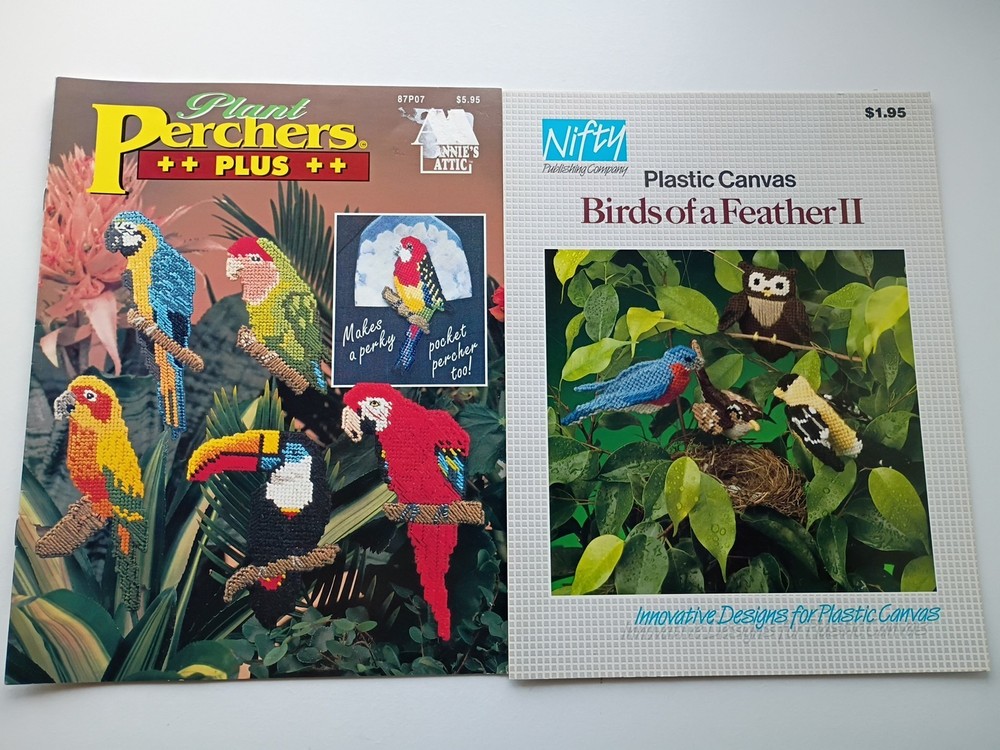 Plant
Perchers ©
++ PLUS ++
87P07 $5.95
ANNIE'S
ATTIC
Makes
a perky
pocket
percher
too!
$1.95
Nifty
Publishing Company
Plastic Canvas
Birds of a Feather II
Innovative Designs for Plastic Canvas